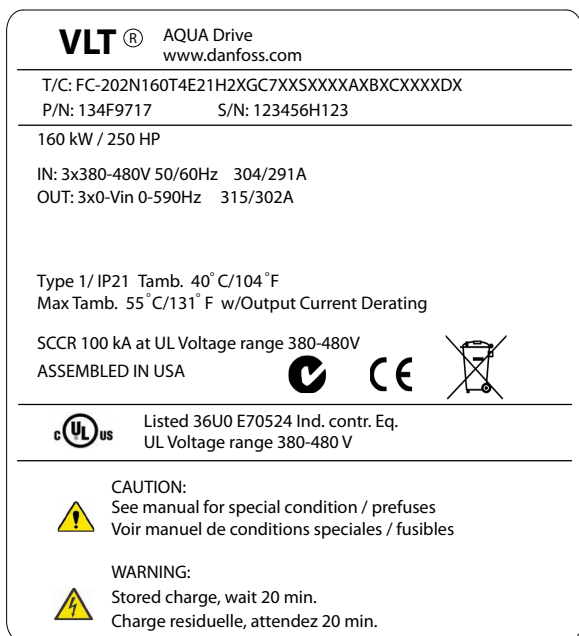 VLT ® AQUA Drive
www.danfoss.com
T/C: FC-202N160T4E21H2XGC7XXSXXXXAXBXCXXXXDX
P/N: 134F9717 S/N: 123456H123
160 kW / 250 HP
IN: 3x380-480V 50/60Hz 304/291A
OUT: 3x0-Vin 0-590Hz 315/302A
Type 1/ IP21 Tamb. 40˚C/104˚F
Max Tamb. 55˚C/131˚F w/Output Current Derating
SCCR 100 kA at UL Voltage range 380-480V
ASSEMBLED IN USA CE
c UL us Listed 36U0 E70524 Ind. contr. Eq.
UL Voltage range 380-480 V
CAUTION:
See manual for special condition / prefuses
Voir manuel de conditions speciales / fusibles
WARNING:
Stored charge, wait 20 min.
Charge residuelle, attendez 20 min.